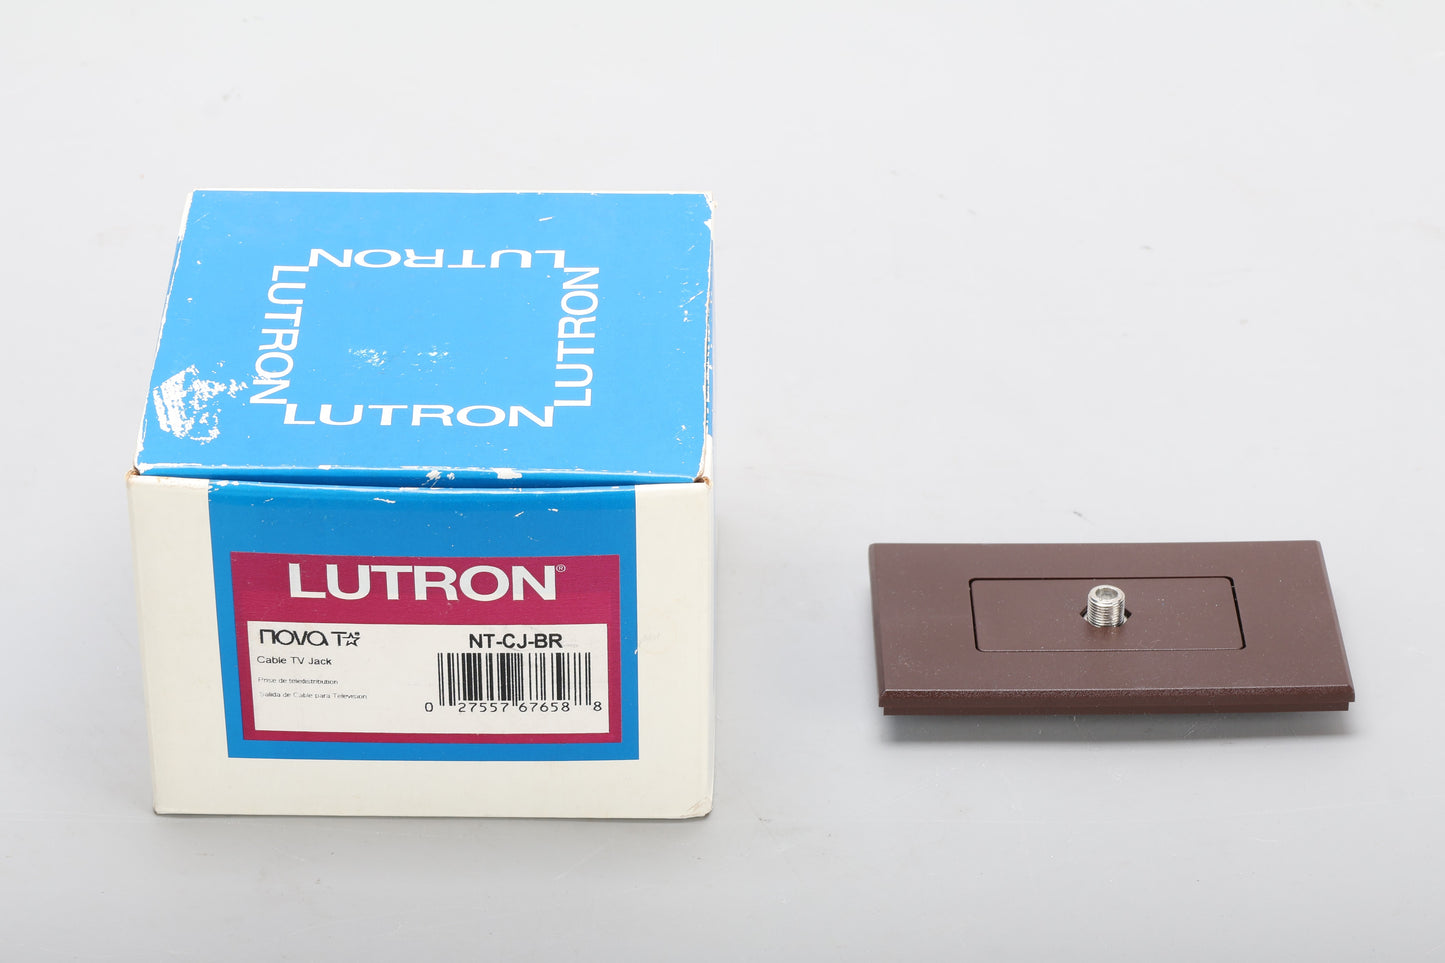 LUTRON
LUTRON
LUTRON
LUTRON
LUTRON®
nova T☆
NT-CJ-BR
Cable TV Jack
Prise de télédistribution
Salida de Cable para Television
0 27557 67658 8